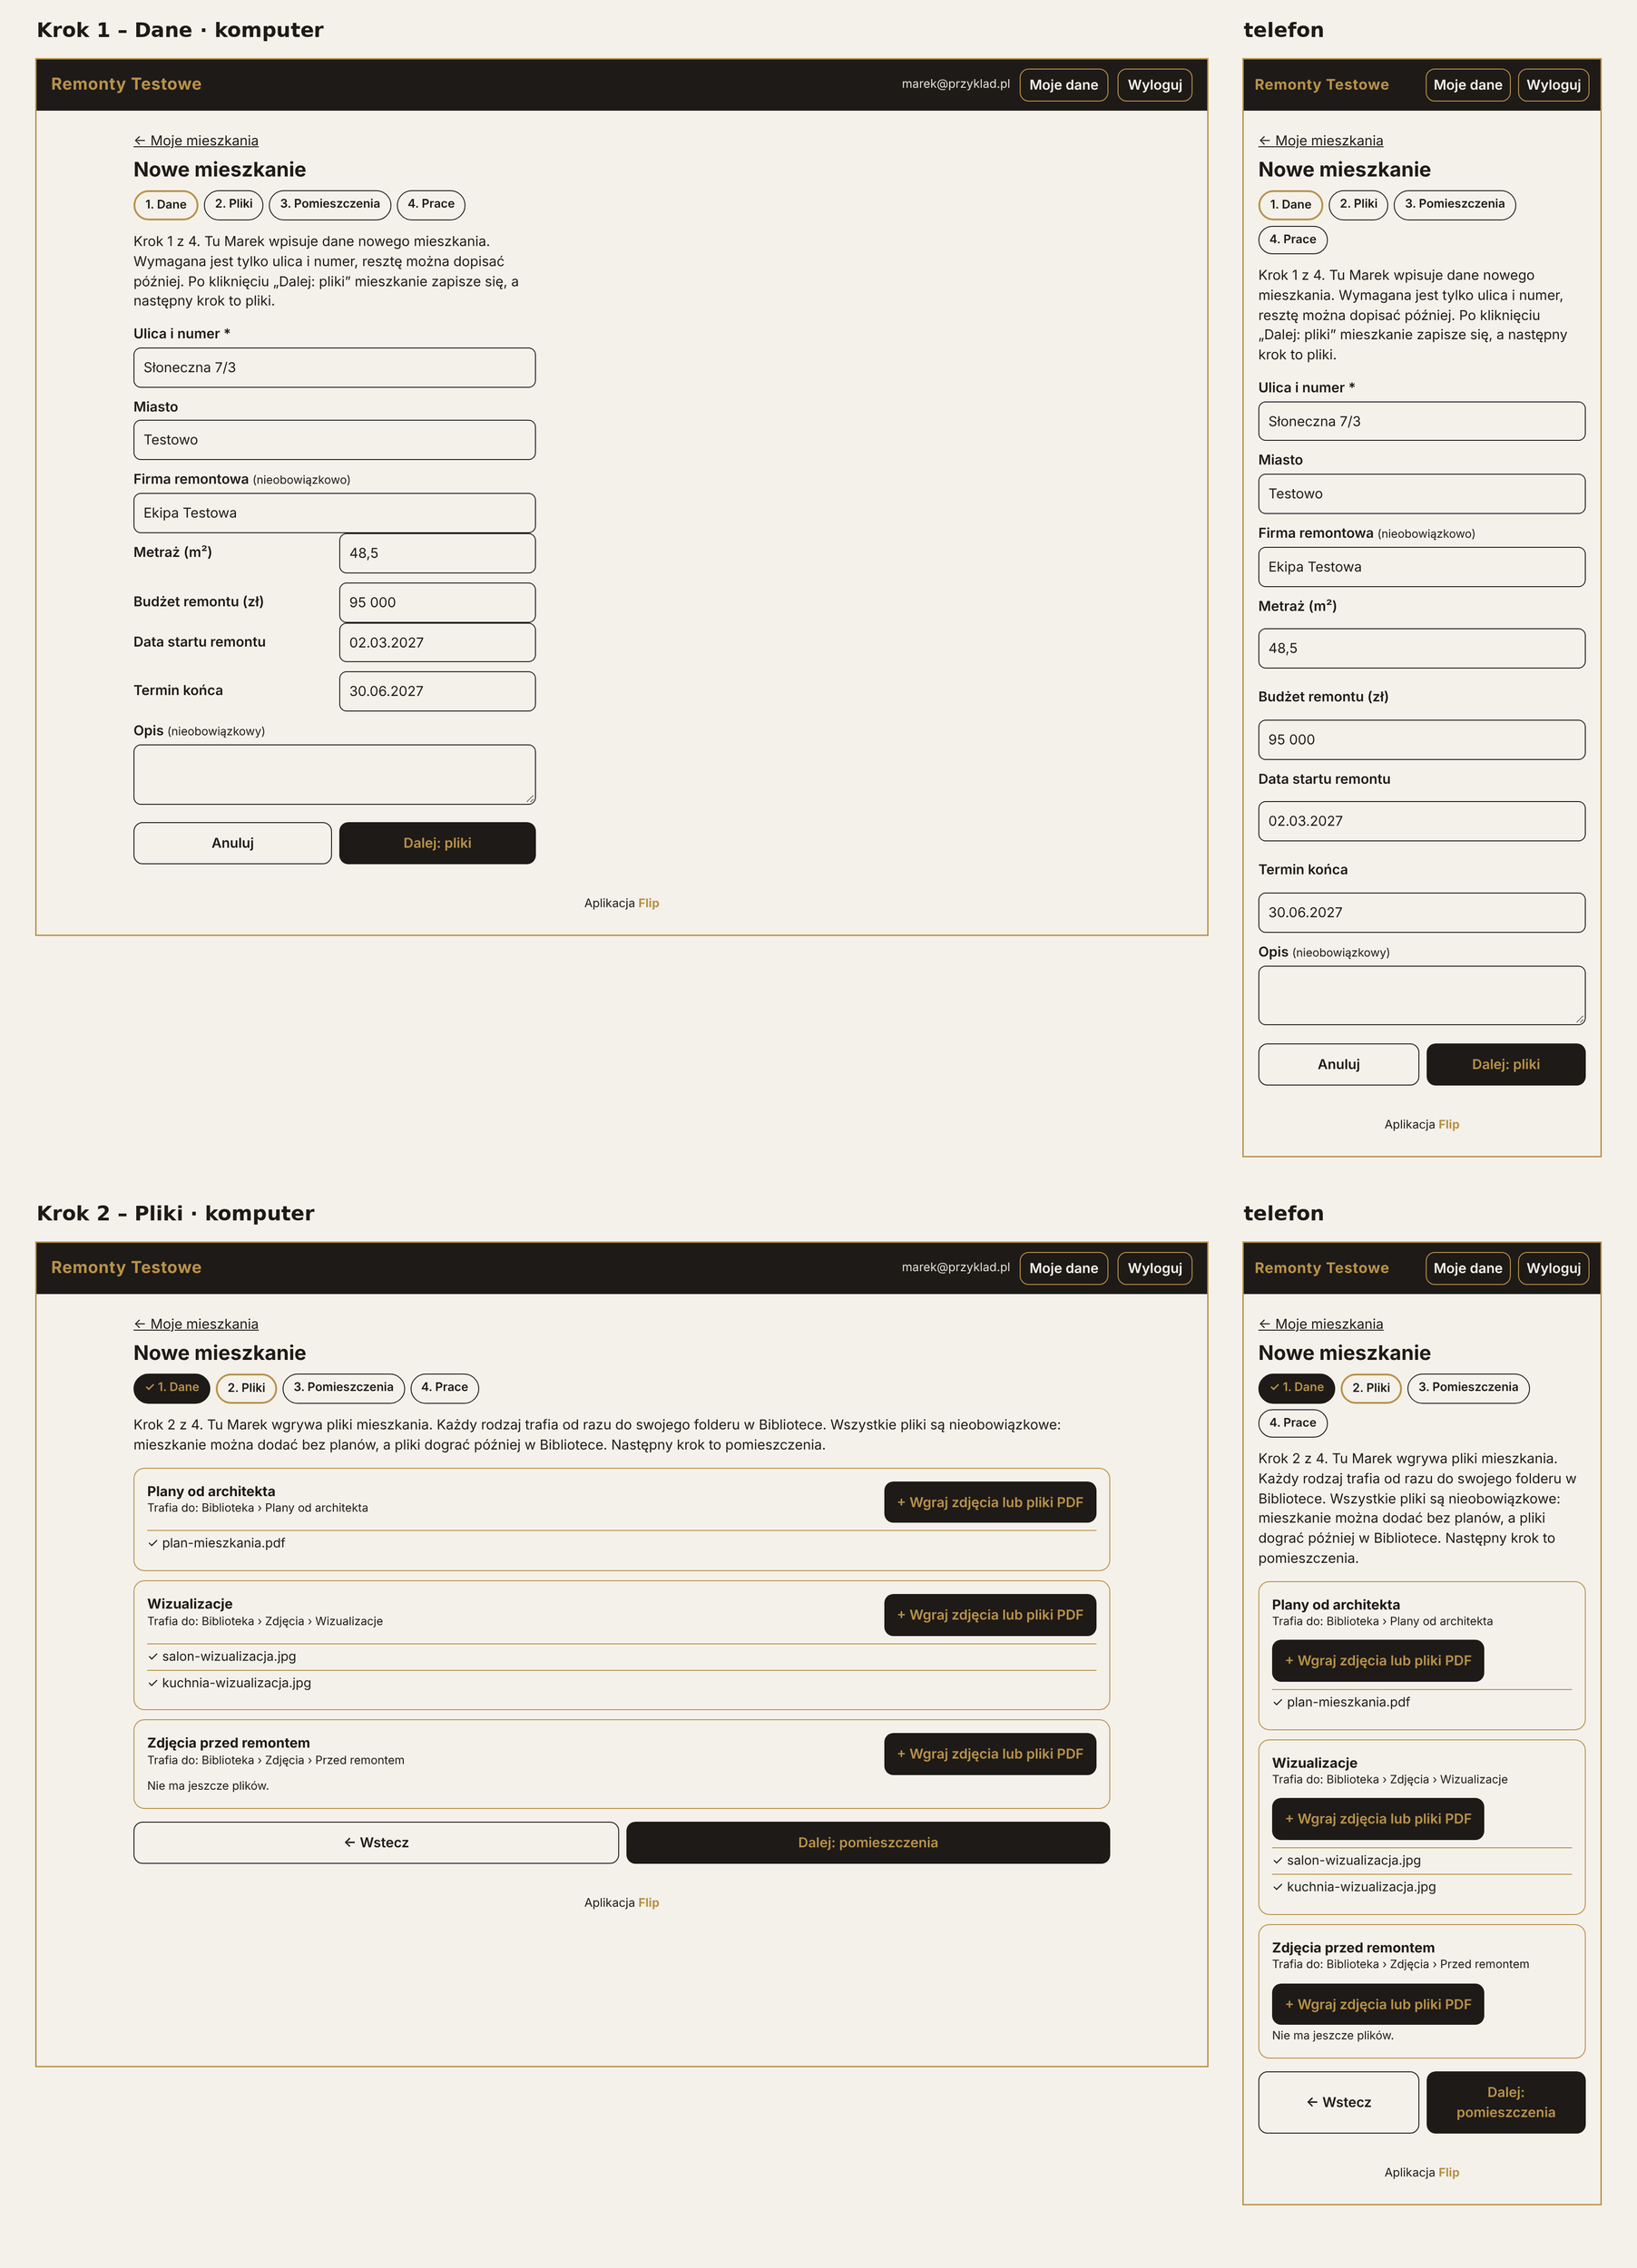 Krok 1 – Dane · komputer
Remonty Testowe
marek@przyklad.pl
Moje dane
Wyloguj
← Moje mieszkania
Nowe mieszkanie
1. Dane
2. Pliki
3. Pomieszczenia
4. Prace
Krok 1 z 4. Tu Marek wpisuje dane nowego mieszkania.
Wymagana jest tylko ulica i numer, resztę można dopisać
później. Po kliknięciu „Dalej: pliki” mieszkanie zapisze się, a
następny krok to pliki.
Ulica i numer *
Słoneczna 7/3
Miasto
Testowo
Firma remontowa (nieobowiązkowo)
Ekipa Testowa
Metraż (m²)
48,5
Budżet remontu (zł)
95 000
Data startu remontu
02.03.2027
Termin końca
30.06.2027
Opis (nieobowiązkowy)
Anuluj
Dalej: pliki
Aplikacja Flip
telefon
Remonty Testowe
Moje dane
Wyloguj
← Moje mieszkania
Nowe mieszkanie
1. Dane
2. Pliki
3. Pomieszczenia
4. Prace
Krok 1 z 4. Tu Marek wpisuje dane nowego
mieszkania. Wymagana jest tylko ulica i numer,
resztę można dopisać później. Po kliknięciu
„Dalej: pliki” mieszkanie zapisze się, a następny
krok to pliki.
Ulica i numer *
Słoneczna 7/3
Miasto
Testowo
Firma remontowa (nieobowiązkowo)
Ekipa Testowa
Metraż (m²)
48,5
Budżet remontu (zł)
95 000
Data startu remontu
02.03.2027
Termin końca
30.06.2027
Opis (nieobowiązkowy)
Anuluj
Dalej: pliki
Aplikacja Flip
Krok 2 – Pliki · komputer
Remonty Testowe
marek@przyklad.pl
Moje dane
Wyloguj
← Moje mieszkania
Nowe mieszkanie
✓ 1. Dane
2. Pliki
3. Pomieszczenia
4. Prace
Krok 2 z 4. Tu Marek wgrywa pliki mieszkania. Każdy rodzaj trafia od razu do swojego folderu w Bibliotece. Wszystkie pliki są nieobowiązkowe:
mieszkanie można dodać bez planów, a pliki dograć później w Bibliotece. Następny krok to pomieszczenia.
Plany od architekta
Trafia do: Biblioteka › Plany od architekta
+ Wgraj zdjęcia lub pliki PDF
✓ plan-mieszkania.pdf
Wizualizacje
Trafia do: Biblioteka › Zdjęcia › Wizualizacje
+ Wgraj zdjęcia lub pliki PDF
✓ salon-wizualizacja.jpg
✓ kuchnia-wizualizacja.jpg
Zdjęcia przed remontem
Trafia do: Biblioteka › Zdjęcia › Przed remontem
+ Wgraj zdjęcia lub pliki PDF
Nie ma jeszcze plików.
← Wstecz
Dalej: pomieszczenia
Aplikacja Flip
telefon
Remonty Testowe
Moje dane
Wyloguj
← Moje mieszkania
Nowe mieszkanie
✓ 1. Dane
2. Pliki
3. Pomieszczenia
4. Prace
Krok 2 z 4. Tu Marek wgrywa pliki mieszkania.
Każdy rodzaj trafia od razu do swojego folderu w
Bibliotece. Wszystkie pliki są nieobowiązkowe:
mieszkanie można dodać bez planów, a pliki
dograć później w Bibliotece. Następny krok to
pomieszczenia.
Plany od architekta
Trafia do: Biblioteka › Plany od architekta
+ Wgraj zdjęcia lub pliki PDF
✓ plan-mieszkania.pdf
Wizualizacje
Trafia do: Biblioteka › Zdjęcia › Wizualizacje
+ Wgraj zdjęcia lub pliki PDF
✓ salon-wizualizacja.jpg
✓ kuchnia-wizualizacja.jpg
Zdjęcia przed remontem
Trafia do: Biblioteka › Zdjęcia › Przed remontem
+ Wgraj zdjęcia lub pliki PDF
Nie ma jeszcze plików.
← Wstecz
Dalej:
pomieszczenia
Aplikacja Flip